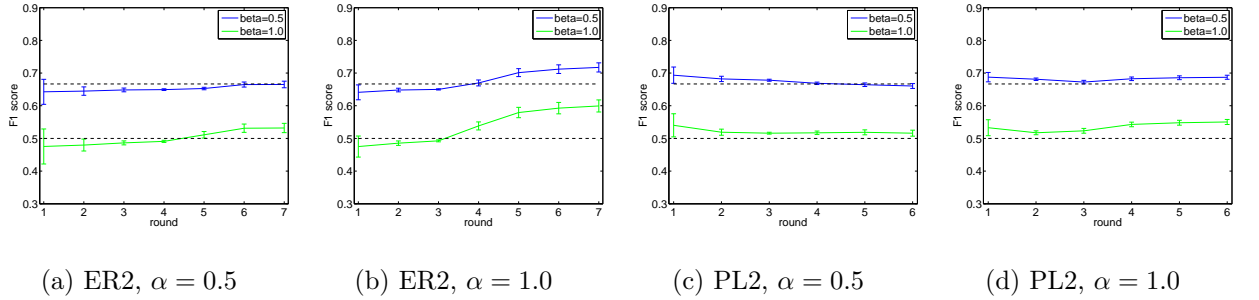 0.9
0.8
0.7
0.6
0.5
0.4
0.3
F1 score
1 2 3 4 5 6 7
round
beta=0.5
beta=1.0
0.9
0.8
0.7
0.6
0.5
0.4
0.3
F1 score
1 2 3 4 5 6 7
round
beta=0.5
beta=1.0
0.9
0.8
0.7
0.6
0.5
0.4
0.3
F1 score
1 2 3 4 5 6
round
beta=0.5
beta=1.0
0.9
0.8
0.7
0.6
0.5
0.4
0.3
F1 score
1 2 3 4 5 6
round
beta=0.5
beta=1.0
(a) ER2, α = 0.5
(b) ER2, α = 1.0
(c) PL2, α = 0.5
(d) PL2, α = 1.0